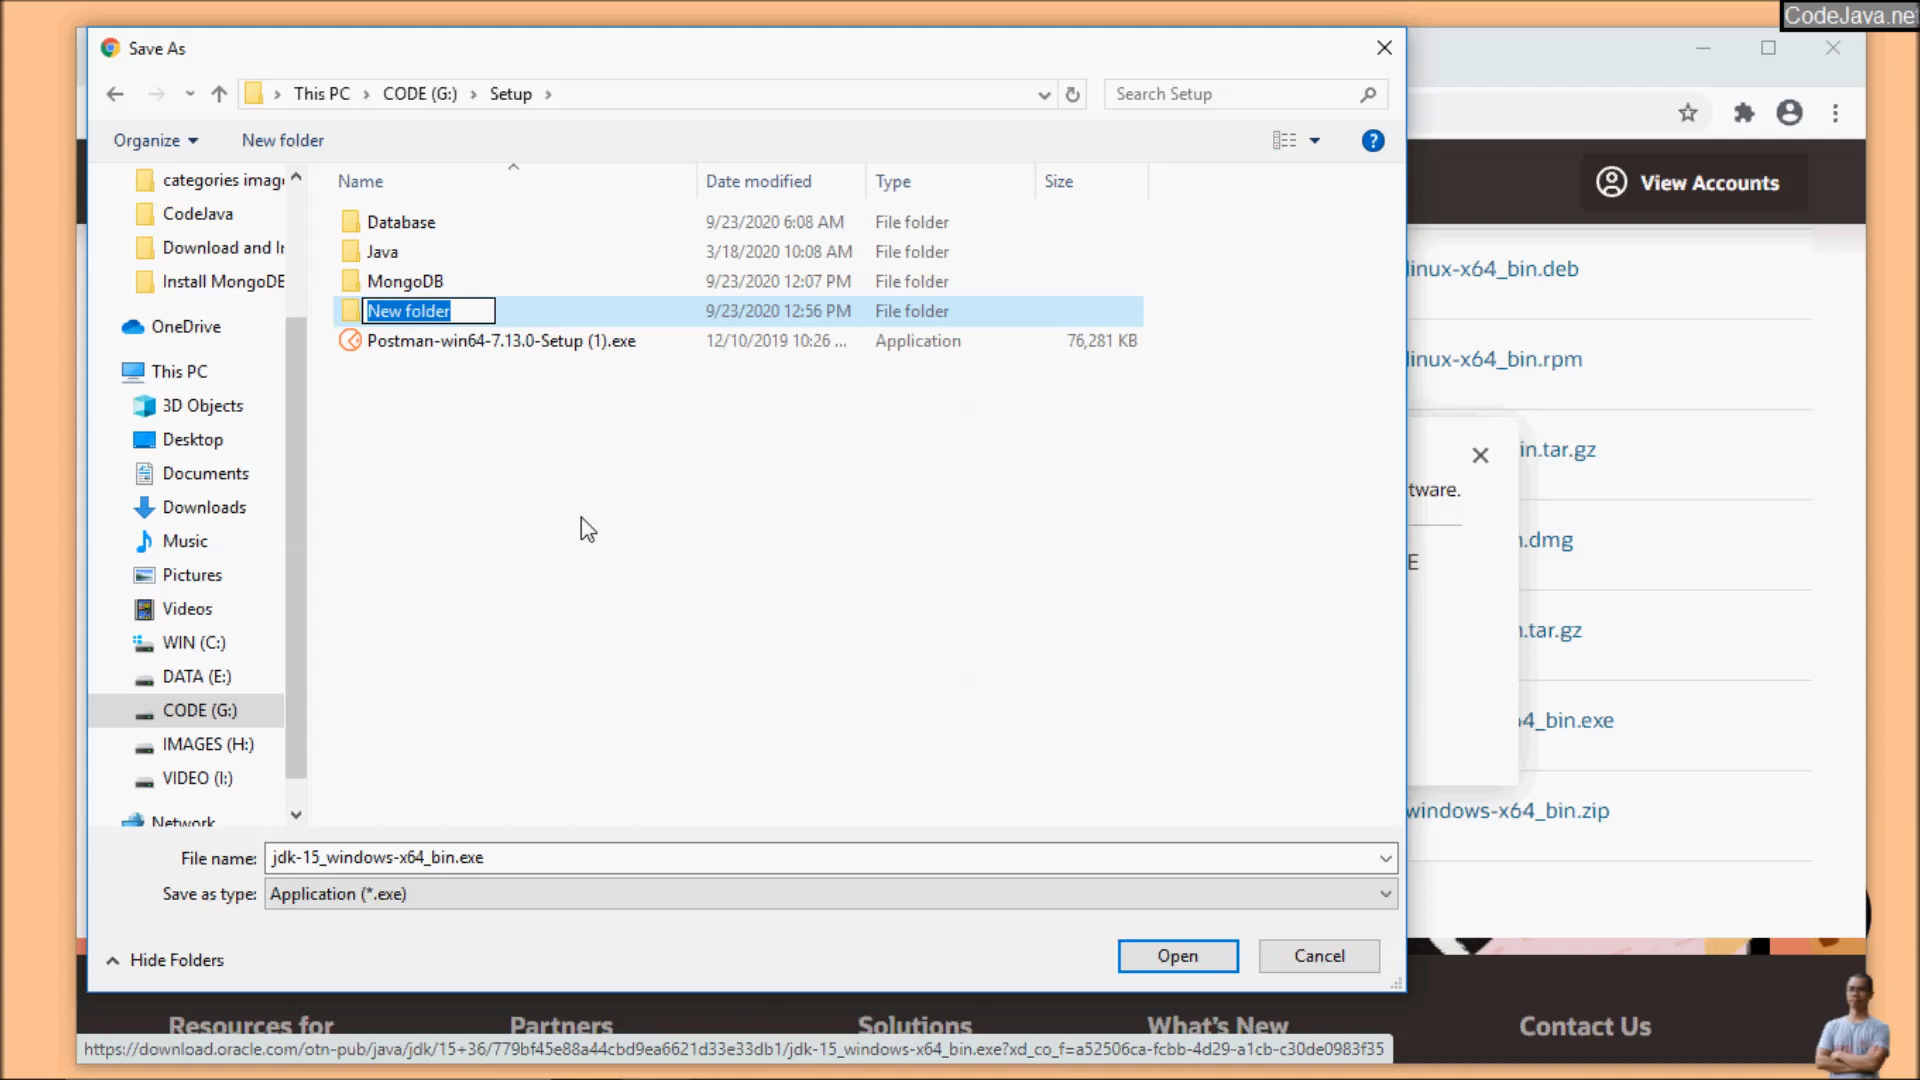 CodeJava.ne
Save As
This PC > CODE (G:) > Setup >
Search Setup
Organize
New folder
?
View Accounts
categories imag
CodeJava
Download and Ir
Install MongoDB
OneDrive
This PC
3D Objects
Desktop
Documents
Downloads
Music
Pictures
Videos
WIN (C:)
DATA (E:)
CODE (G:)
IMAGES (H:)
VIDEO (I:)
Network
Name Date modified Type Size
Database 9/23/2020 6:08 AM File folder
Java 3/18/2020 10:08 AM File folder
MongoDB 9/23/2020 12:07 PM File folder
New folder 9/23/2020 12:56 PM File folder
Postman-win64-7.13.0-Setup (1).exe 12/10/2019 10:26 ... Application 76,281 KB
linux-x64_bin.deb
linux-x64_bin.rpm
in.tar.gz
tware.
n.dmg
E
n.tar.gz
64_bin.exe
windows-x64_bin.zip
File name: jdk-15_windows-x64_bin.exe
Save as type: Application (*.exe)
Hide Folders
Open
Cancel
Resources for
Partners
Solutions
What's New
Contact Us
https://download.oracle.com/otn-pub/java/jdk/15+36/779bf45e88a44cbd9ea6621d33e33db1/jdk-15_windows-x64_bin.exe?xd_co_f=a52506ca-fcbb-4d29-a1cb-c30de0983f35